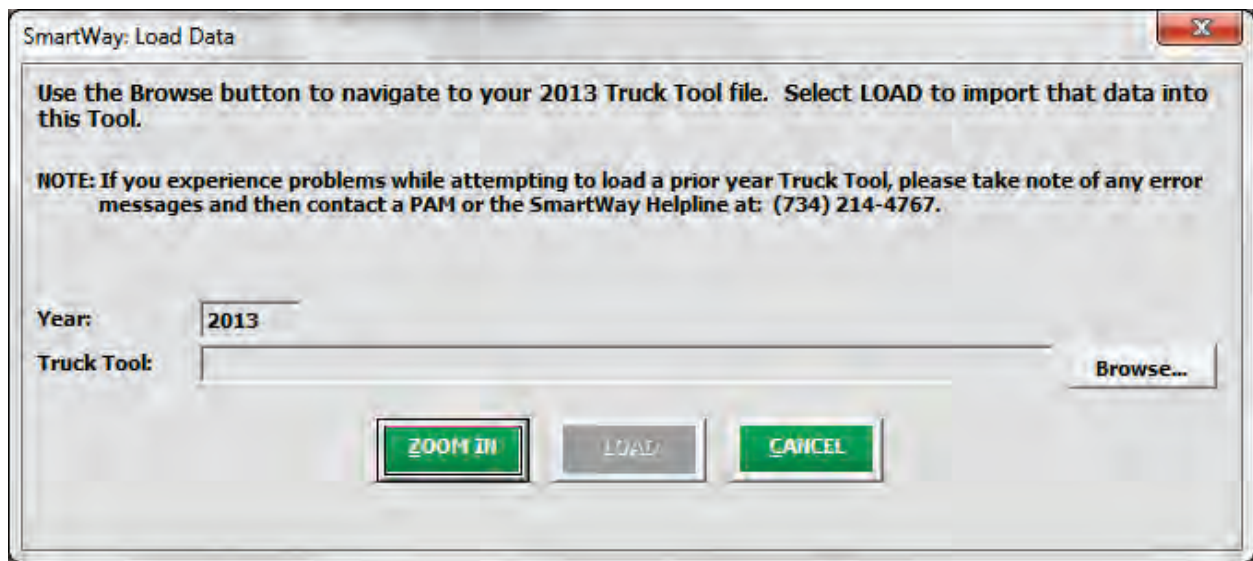 SmartWay: Load Data
Use the Browse button to navigate to your 2013 Truck Tool file.  Select LOAD to import that data into
this Tool.
NOTE: If you experience problems while attempting to load a prior year Truck Tool, please take note of any error
messages and then contact a PAM or the SmartWay Helpline at:  (734) 214-4767.
Year: 2013
Truck Tool: Browse...
ZOOM IN LOAD CANCEL